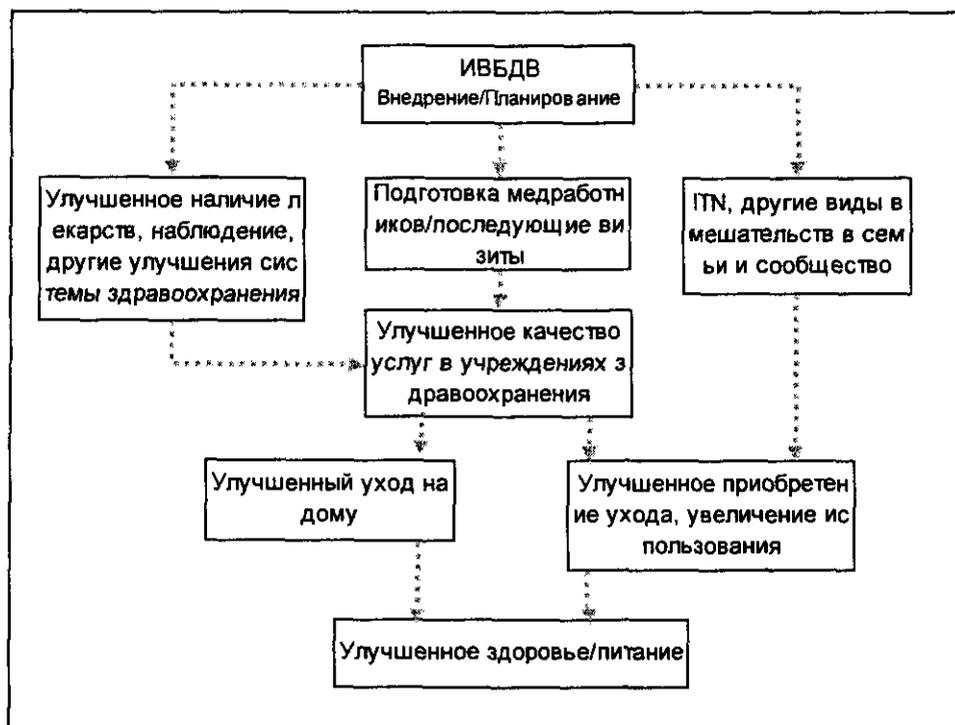 ИВБДВ
Внедрение/Планирование
Улучшенное наличие л
екарств, наблюдение,
другие улучшения сис
темы здравоохранения
Подготовка медработн
иков/последующие ви
зиты
ITN, другие виды в
мешательств в сем
ьи и сообщество
Улучшенное качество
услуг в учреждениях з
дравоохранения
Улучшенный уход на
дому
Улучшенное приобретен
ие ухода, увеличение ис
пользования
Улучшенное здоровье/питание